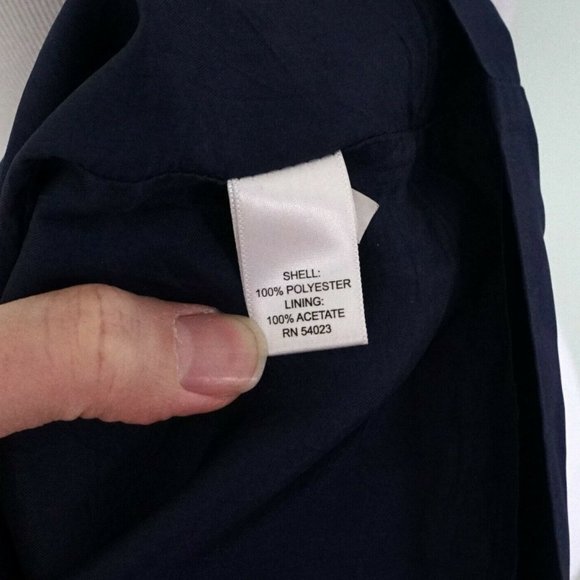 SHELL:
100% POLYESTER
LINING:
100% ACETATE
RN 54023